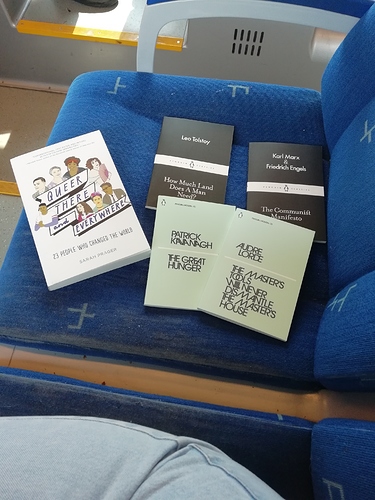 QUEER
THERE
and
EVERYWHERE
23 PEOPLE WHO CHANGED THE WORLD
SARAH PRAGER
Leo Tolstoy
How Much Land
Does A Man
Need?
Karl Marx &
Friedrich Engels
The Communist
Manifesto
PATRICK
KAVANAGH
THE GREAT
HUNGER
AUDRE
LORDE
THE MASTER'S
TOOLS
WILL NEVER
DISMANTLE
THE MASTER'S
HOUSE